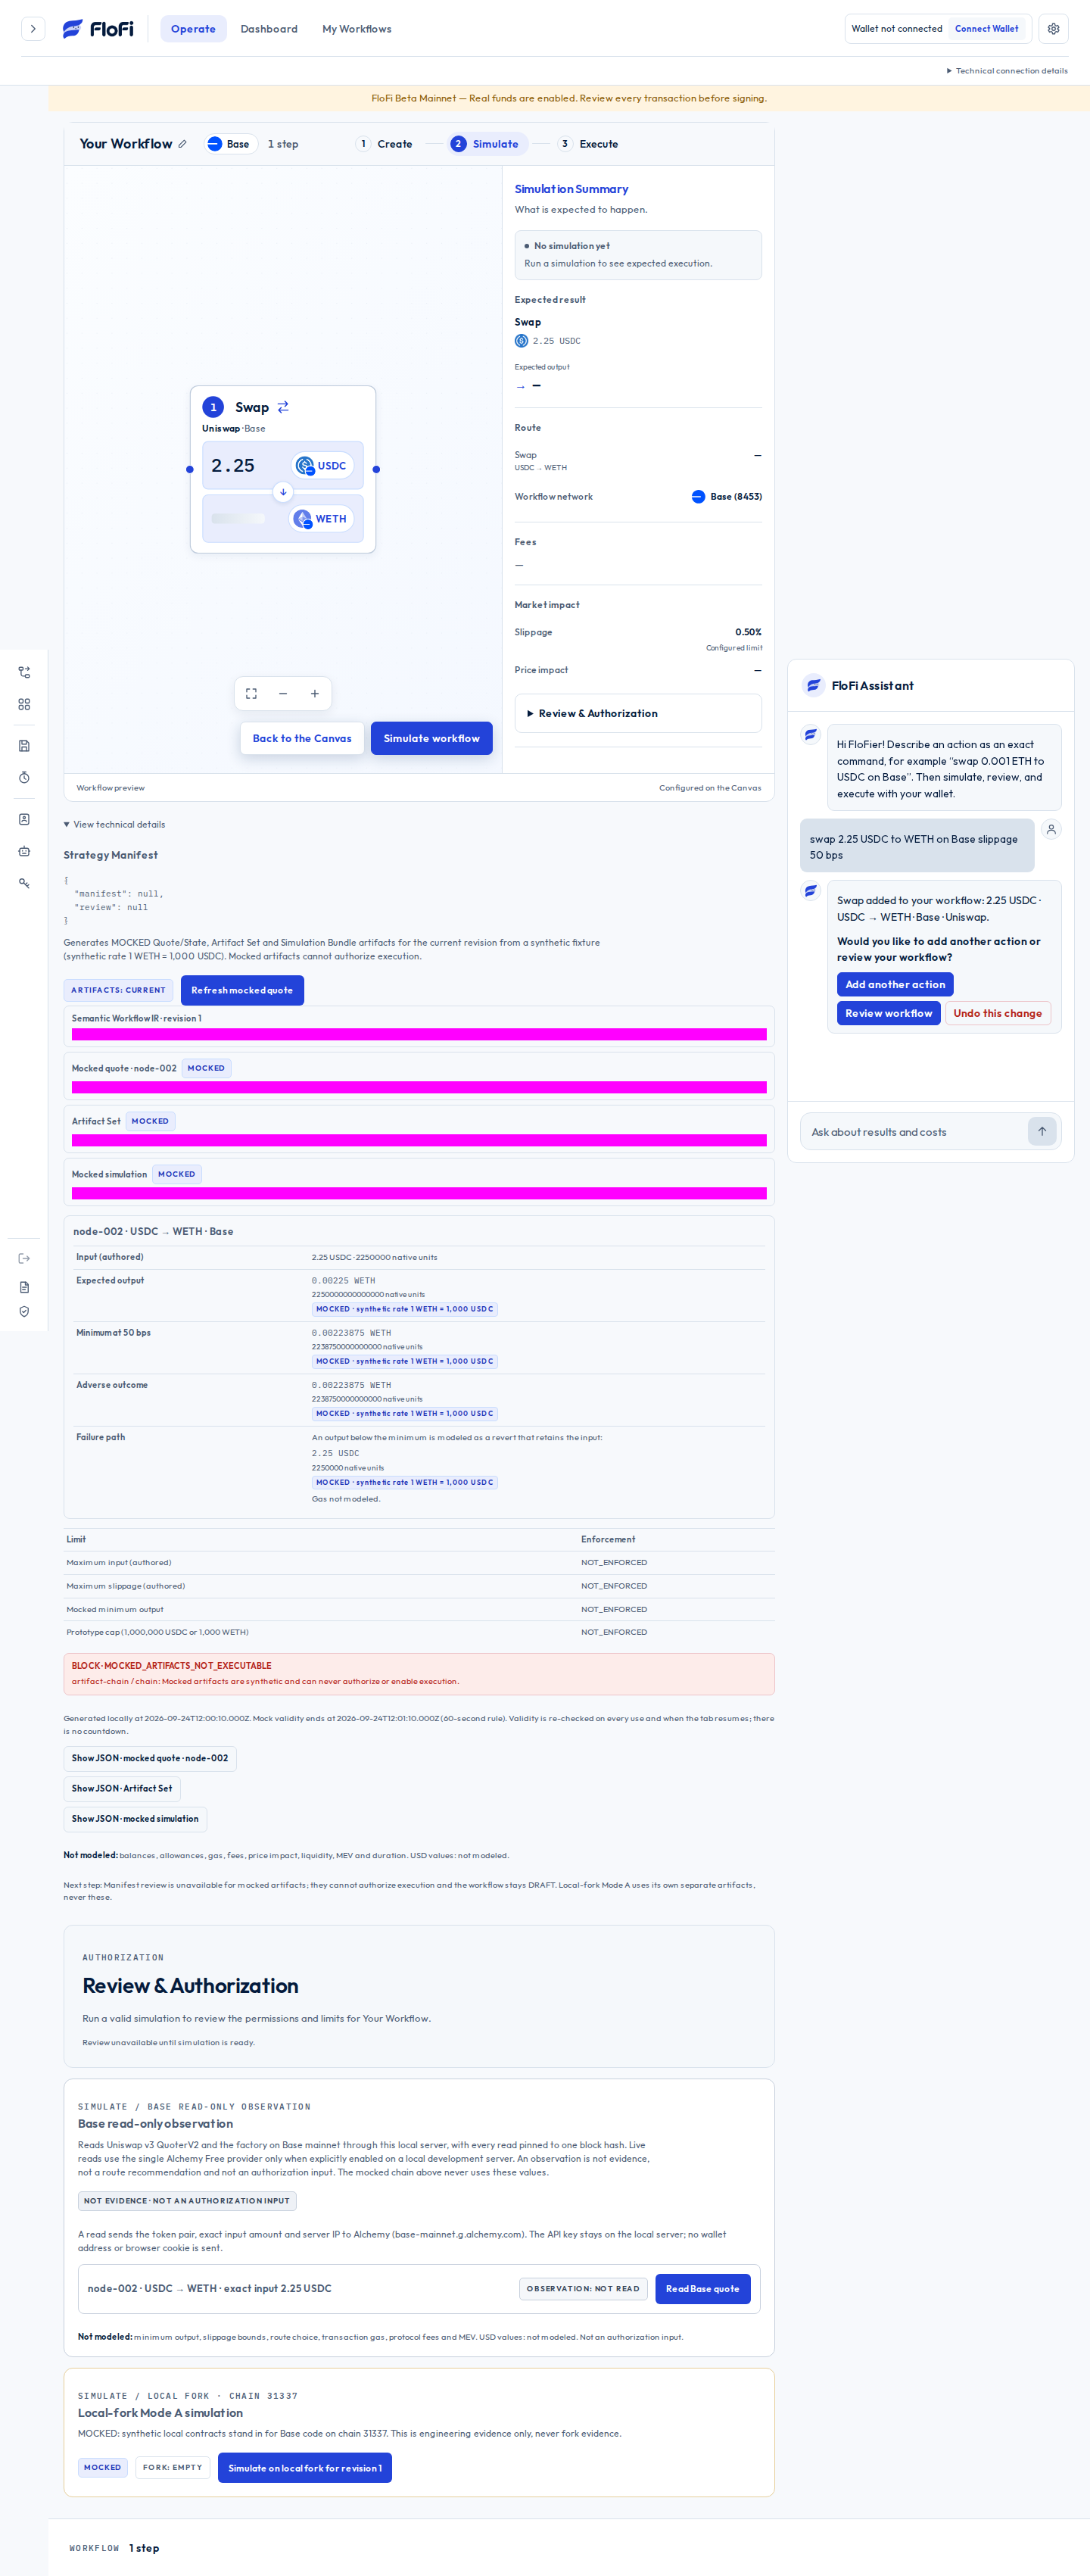 FloFi
Operate
Dashboard
My Workflows
Wallet not connected
Connect Wallet
▶ Technical connection details
FloFi Beta Mainnet — Real funds are enabled. Review every transaction before signing.
Your Workflow
Base
1 step
1 Create
2 Simulate
3 Execute
Simulation Summary
What is expected to happen.
No simulation yet
Run a simulation to see expected execution.
Expected result
Swap
2.25 USDC
Expected output
→ —
Route
Swap —
USDC → WETH
Workflow network Base (8453)
Fees
—
Market impact
Slippage 0.50%
Configured limit
Price impact —
▶ Review & Authorization
1 Swap
Uniswap · Base
2.25 USDC
WETH
Back to the Canvas
Simulate workflow
Workflow preview
Configured on the Canvas
FloFi Assistant
Hi FloFier! Describe an action as an exact
command, for example “swap 0.001 ETH to
USDC on Base”. Then simulate, review, and
execute with your wallet.
swap 2.25 USDC to WETH on Base slippage
50 bps
Swap added to your workflow: 2.25 USDC ·
USDC → WETH · Base · Uniswap.
Would you like to add another action or
review your workflow?
Add another action
Review workflow
Undo this change
Ask about results and costs
▼ View technical details
Strategy Manifest
{
"manifest": null,
"review": null
}
Generates MOCKED Quote/State, Artifact Set and Simulation Bundle artifacts for the current revision from a synthetic fixture
(synthetic rate 1 WETH = 1,000 USDC). Mocked artifacts cannot authorize execution.
ARTIFACTS: CURRENT
Refresh mocked quote
Semantic Workflow IR · revision 1
Mocked quote · node-002 MOCKED
Artifact Set MOCKED
Mocked simulation MOCKED
node-002 · USDC → WETH · Base
Input (authored) 2.25 USDC · 2250000 native units
Expected output 0.00225 WETH
2250000000000000 native units
MOCKED · synthetic rate 1 WETH = 1,000 USDC
Minimum at 50 bps 0.00223875 WETH
2238750000000000 native units
MOCKED · synthetic rate 1 WETH = 1,000 USDC
Adverse outcome 0.00223875 WETH
2238750000000000 native units
MOCKED · synthetic rate 1 WETH = 1,000 USDC
Failure path An output below the minimum is modeled as a revert that retains the input:
2.25 USDC
2250000 native units
MOCKED · synthetic rate 1 WETH = 1,000 USDC
Gas not modeled.
Limit Enforcement
Maximum input (authored) NOT_ENFORCED
Maximum slippage (authored) NOT_ENFORCED
Mocked minimum output NOT_ENFORCED
Prototype cap (1,000,000 USDC or 1,000 WETH) NOT_ENFORCED
BLOCK · MOCKED_ARTIFACTS_NOT_EXECUTABLE
artifact-chain / chain: Mocked artifacts are synthetic and can never authorize or enable execution.
Generated locally at 2026-09-24T12:00:10.000Z. Mock validity ends at 2026-09-24T12:01:10.000Z (60-second rule). Validity is re-checked on every use and when the tab resumes; there
is no countdown.
Show JSON · mocked quote · node-002
Show JSON · Artifact Set
Show JSON · mocked simulation
Not modeled: balances, allowances, gas, fees, price impact, liquidity, MEV and duration. USD values: not modeled.
Next step: Manifest review is unavailable for mocked artifacts; they cannot authorize execution and the workflow stays DRAFT. Local-fork Mode A uses its own separate artifacts,
never these.
AUTHORIZATION
Review & Authorization
Run a valid simulation to review the permissions and limits for Your Workflow.
Review unavailable until simulation is ready.
SIMULATE / BASE READ-ONLY OBSERVATION
Base read-only observation
Reads Uniswap v3 QuoterV2 and the factory on Base mainnet through this local server, with every read pinned to one block hash. Live
reads use the single Alchemy Free provider only when explicitly enabled on a local development server. An observation is not evidence,
not a route recommendation and not an authorization input. The mocked chain above never uses these values.
NOT EVIDENCE · NOT AN AUTHORIZATION INPUT
A read sends the token pair, exact input amount and server IP to Alchemy (base-mainnet.g.alchemy.com). The API key stays on the local server; no wallet
address or browser cookie is sent.
node-002 · USDC → WETH · exact input 2.25 USDC
OBSERVATION: NOT READ
Read Base quote
Not modeled: minimum output, slippage bounds, route choice, transaction gas, protocol fees and MEV. USD values: not modeled. Not an authorization input.
SIMULATE / LOCAL FORK · CHAIN 31337
Local-fork Mode A simulation
MOCKED: synthetic local contracts stand in for Base code on chain 31337. This is engineering evidence only, never fork evidence.
MOCKED
FORK: EMPTY
Simulate on local fork for revision 1
WORKFLOW 1 step